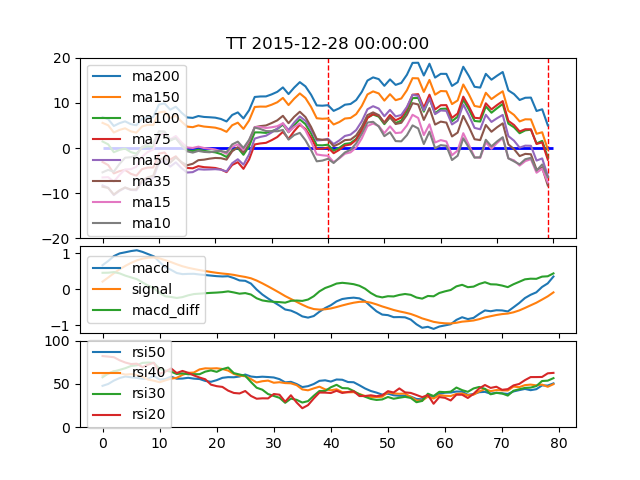 TT 2015-12-28 00:00:00
20
10
0
−10
−20
ma200
ma150
ma100
ma75
ma50
ma35
ma15
ma10
1
0
−1
macd
signal
macd_diff
100
50
0
rsi50
rsi40
rsi30
rsi20
0 10 20 30 40 50 60 70 80